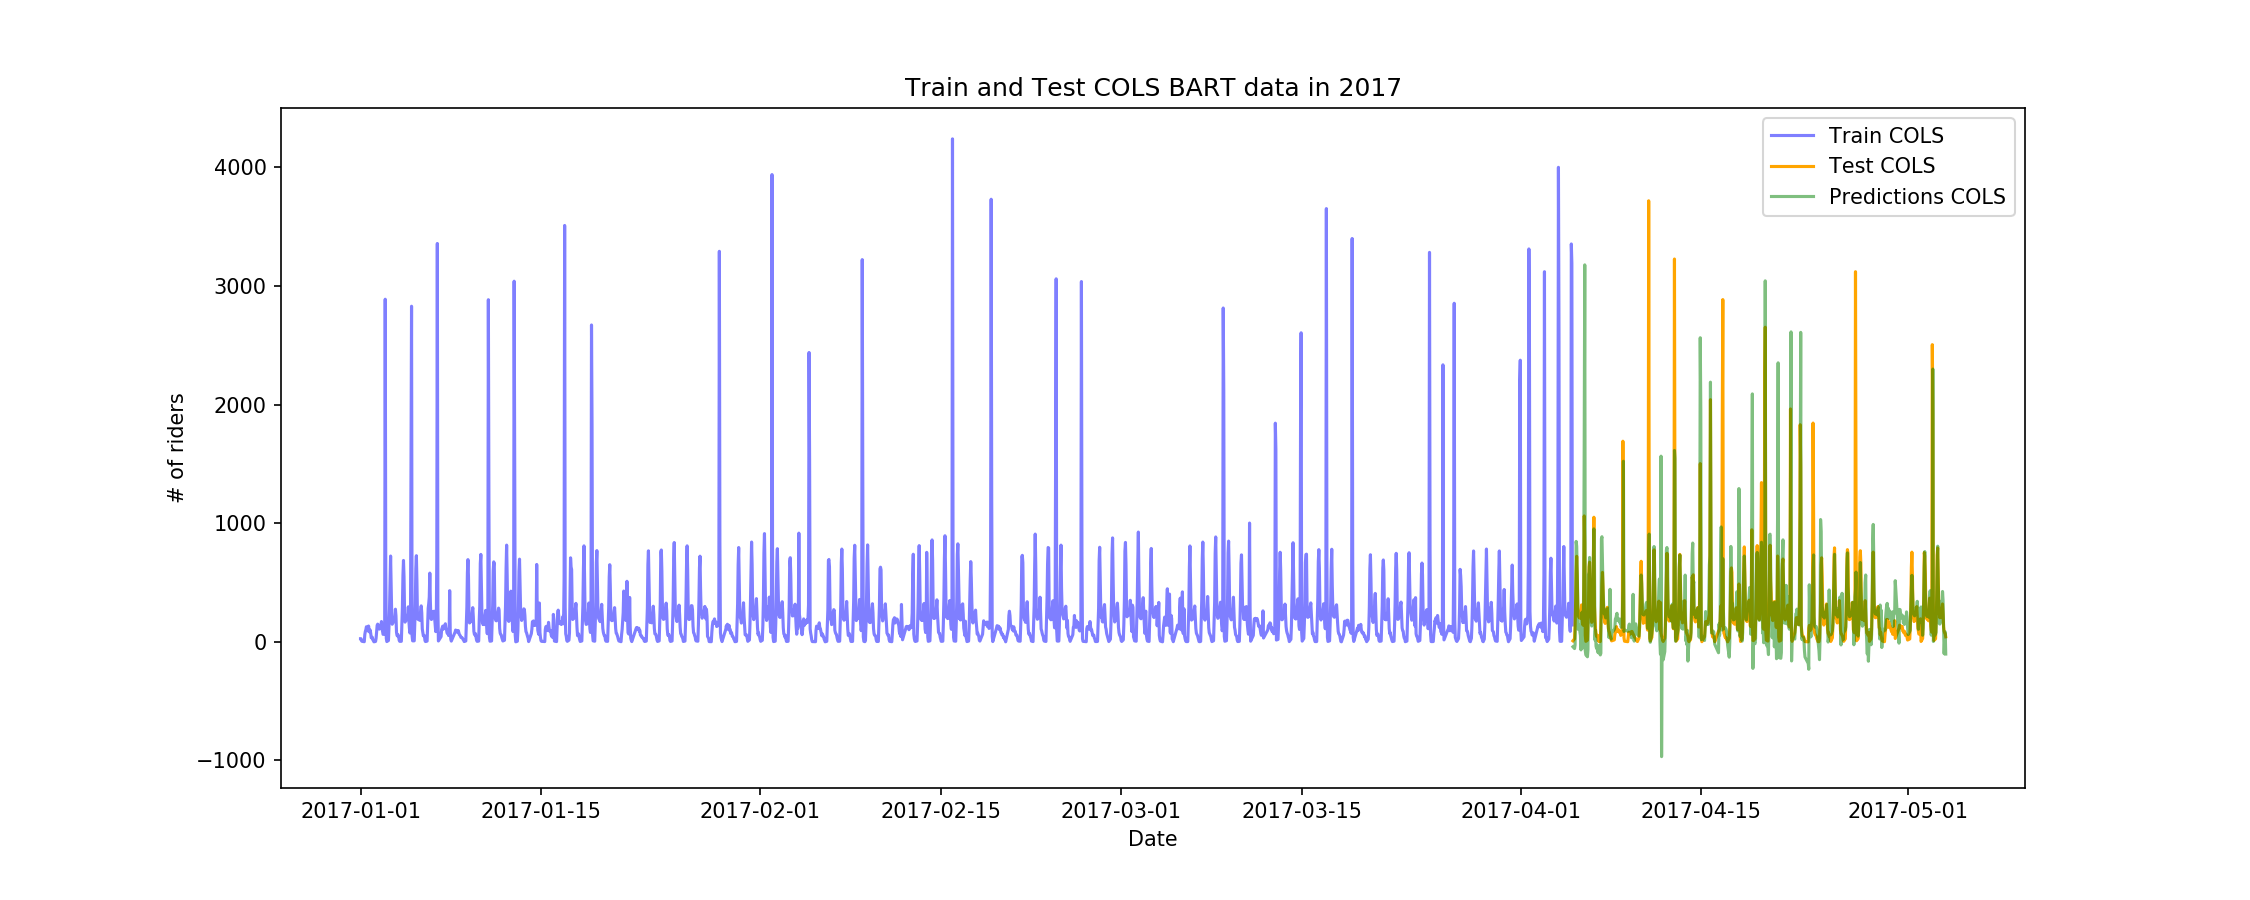 Train and Test COLS BART data in 2017
Train COLS
Test COLS
Predictions COLS
# of riders
4000
3000
2000
1000
0
−1000
2017-01-01 2017-01-15 2017-02-01 2017-02-15 2017-03-01 2017-03-15 2017-04-01 2017-04-15 2017-05-01
Date